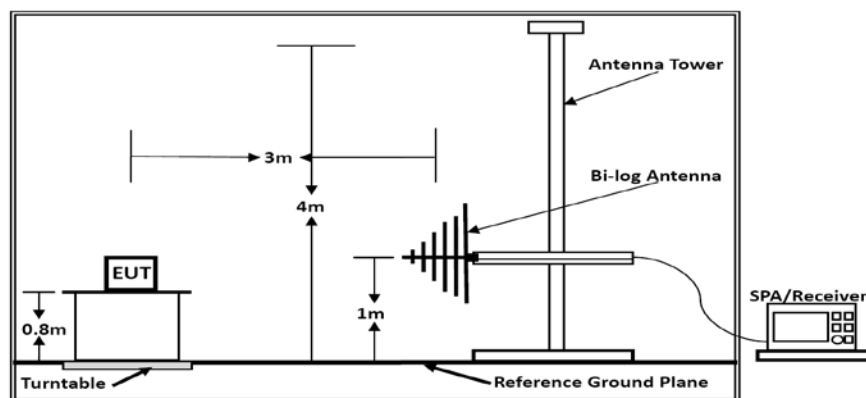 Antenna Tower
3m
Bi-log Antenna
4m
EUT
SPA/Receiver
0.8m
1m
Turntable
Reference Ground Plane